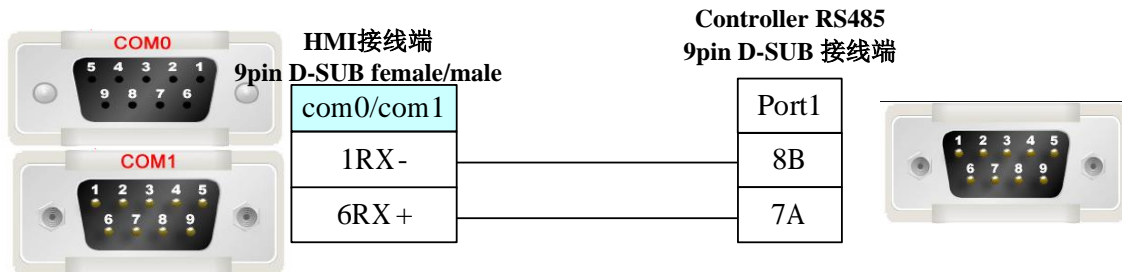 COM0
5 4 3 2 1
9 8 7 6
COM1
1 2 3 4 5
6 7 8 9
HMI接线端
9pin D-SUB female/male
com0/com1
1RX-
6RX+
Controller RS485
9pin D-SUB 接线端
Port1
8B
7A
1 2 3 4 5
6 7 8 9